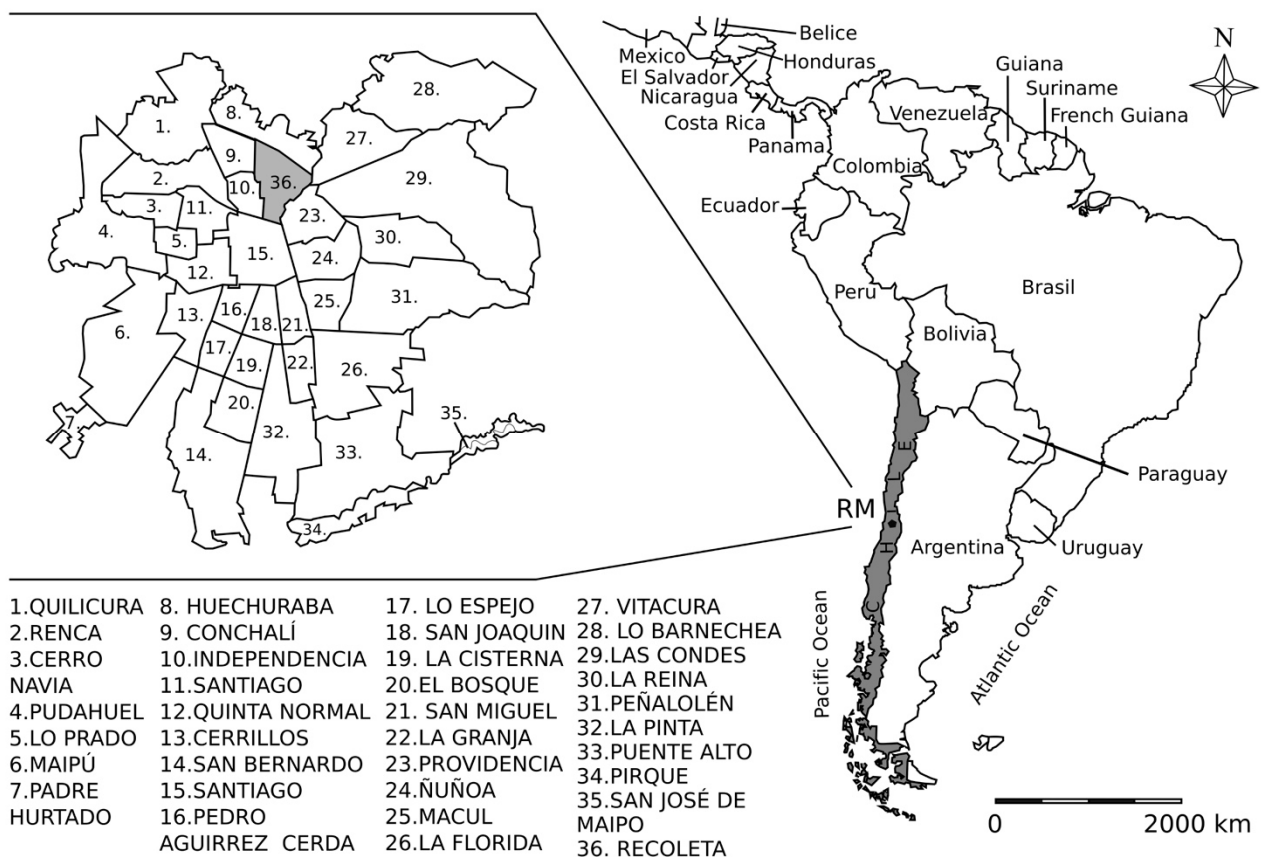 Belice
Mexico
Honduras
El Salvador
Nicaragua
Costa Rica
Panama
Guiana
Suriname
French Guiana
Venezuela
Colombia
Ecuador
Peru
Brasil
Bolivia
Paraguay
Uruguay
Argentina
CHILE
RM
Pacific Ocean
Atlantic Ocean
N
0 2000 km
1.
2.
3.
4.
5.
6.
7.
8.
9.
10.
11.
12.
13.
14.
15.
16.
17.
18.
19.
20.
21.
22.
23.
24.
25.
26.
27.
28.
29.
30.
31.
32.
33.
34.
35.
36.
1.QUILICURA
2.RENCA
3.CERRO
NAVIA
4.PUDAHUEL
5.LO PRADO
6.MAIPÚ
7.PADRE
HURTADO
8. HUECHURABA
9. CONCHALÍ
10.INDEPENDENCIA
11.SANTIAGO
12.QUINTA NORMAL
13.CERRILLOS
14.SAN BERNARDO
15.SANTIAGO
16.PEDRO
AGUIRREZ CERDA
17. LO ESPEJO
18. SAN JOAQUIN
19. LA CISTERNA
20.EL BOSQUE
21. SAN MIGUEL
22.LA GRANJA
23.PROVIDENCIA
24.ÑUÑOA
25.MACUL
26.LA FLORIDA
27. VITACURA
28. LO BARNECHEA
29.LAS CONDES
30.LA REINA
31.PEÑALOLÉN
32.LA PINTA
33.PUENTE ALTO
34.PIRQUE
35.SAN JOSÉ DE
MAIPO
36. RECOLETA